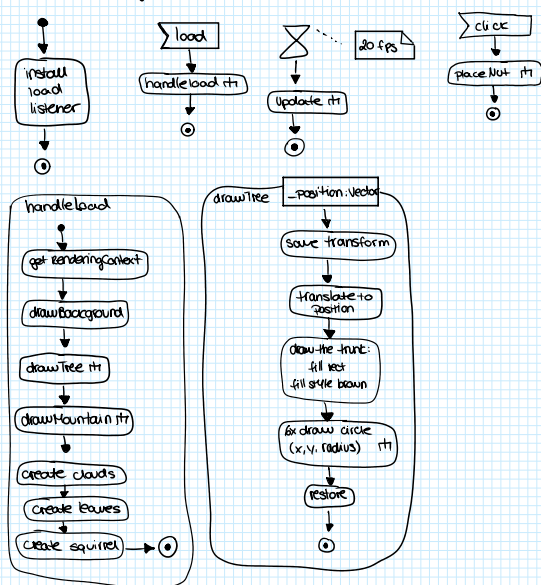 load
click
20 fps
install
load
listener
handleload
update
placeNut
handleLoad
drawTree
_position:Vector
get RenderingContext
save transform
drawBackground
translate to
position
drawTree
draw the trunk:
fill rect
fill style brown
drawMountain
6x draw circle
(x,y, radius)
create clouds
create leaves
restore
create squirrel